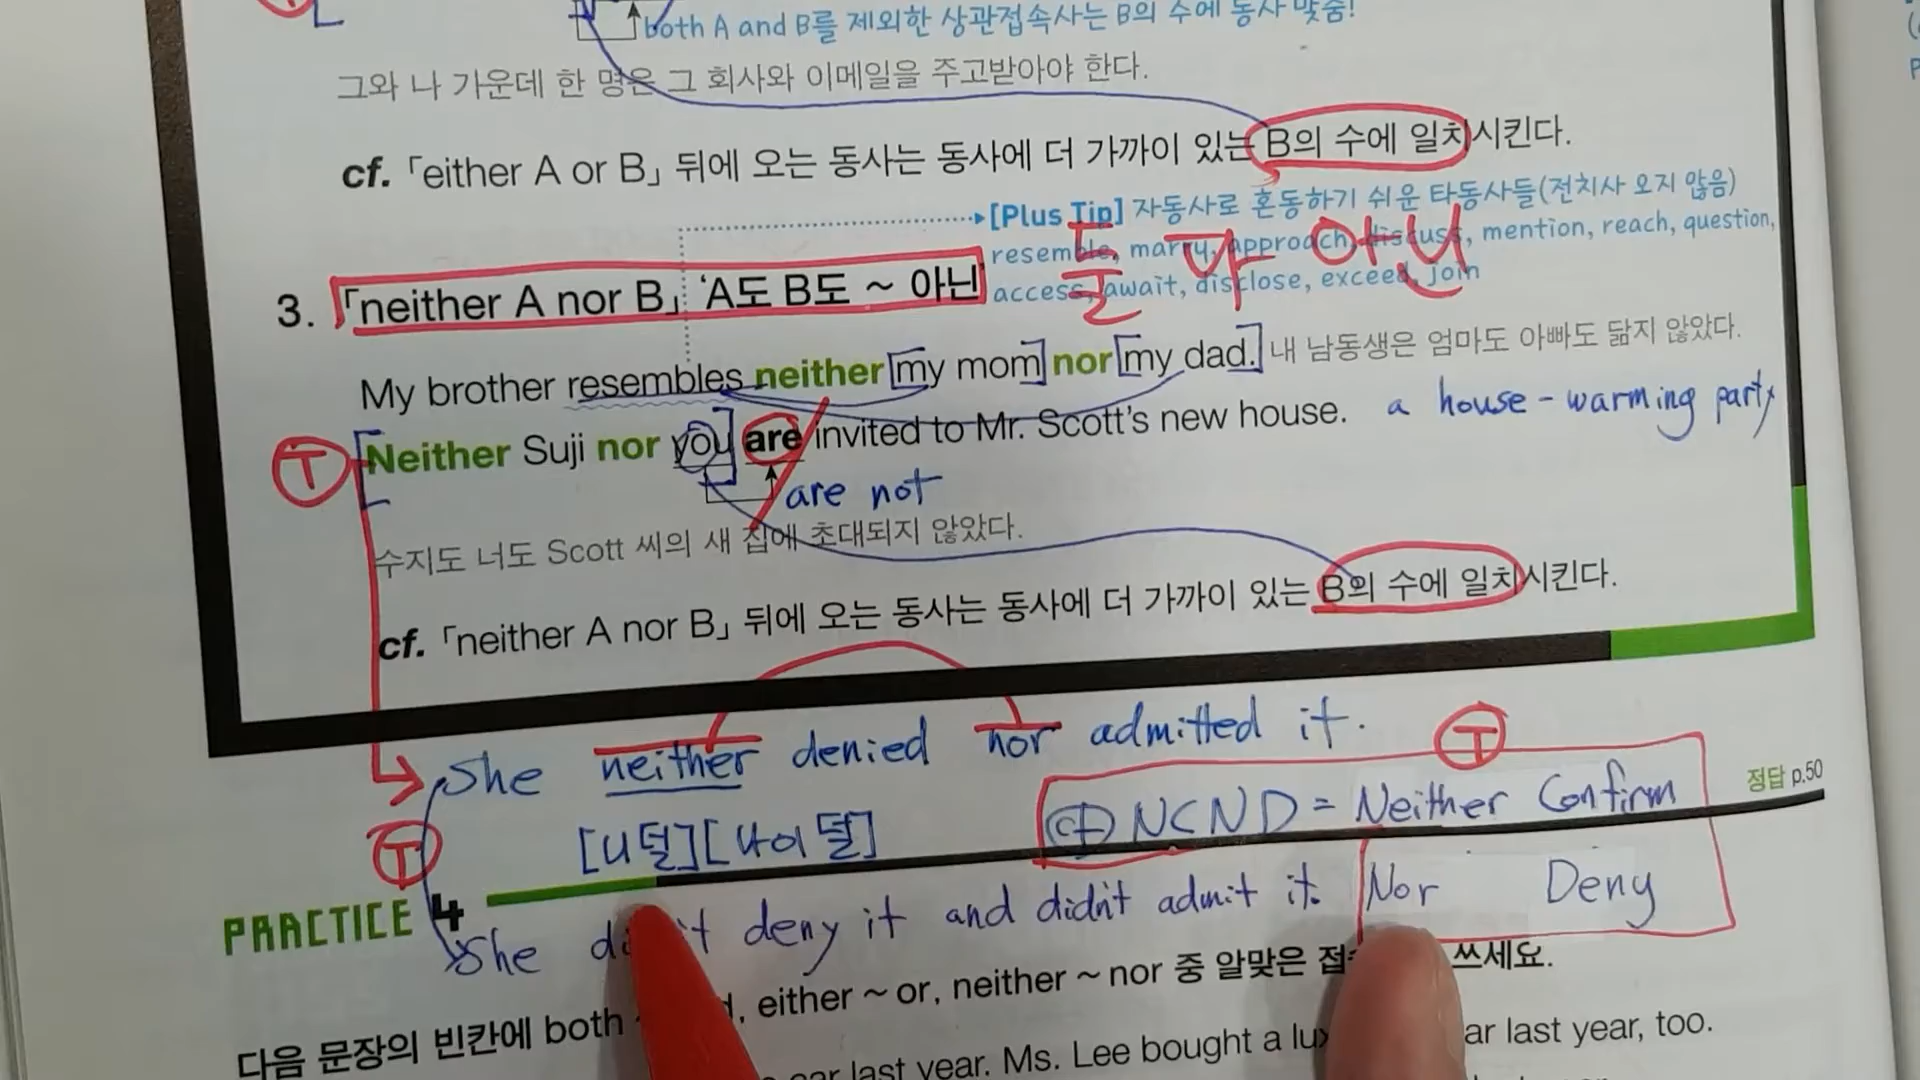 both A and B를 제외한 상관접속사는 B의 수에 동사 맞춤!
그와 나 가운데 한 명은 그 회사와 이메일을 주고받아야 한다.
cf. 「either A or B」 뒤에 오는 동사는 동사에 더 가까이 있는 B의 수에 일치시킨다.
[Plus Tip] 자동사로 혼동하기 쉬운 타동사들(전치사 오지 않음)
resemble, marry, approach, discuss, mention, reach, question,
access, await, disclose, exceed, join
둘 다 아닌
3. 「neither A nor B」 'A도 B도 ~ 아닌
My brother resembles neither my mom nor my dad. 내 남동생은 엄마도 아빠도 닮지 않았다.
T Neither Suji nor you are invited to Mr. Scott's new house. a house-warming party
are not
수지도 너도 Scott 씨의 새 집에 초대되지 않았다.
cf. 「neither A nor B」 뒤에 오는 동사는 동사에 더 가까이 있는 B의 수에 일치시킨다.
She neither denied nor admitted it.
T
정답 p.50
cf NCND = Neither Confirm
T [니덜][나이덜]
Nor Deny
PRACTICE 4
She didn't deny it and didn't admit it.
다음 문장의 빈칸에 both, either ~ or, neither ~ nor 중 알맞은 쓰세요.
car last year. Ms. Lee bought a car last year, too.